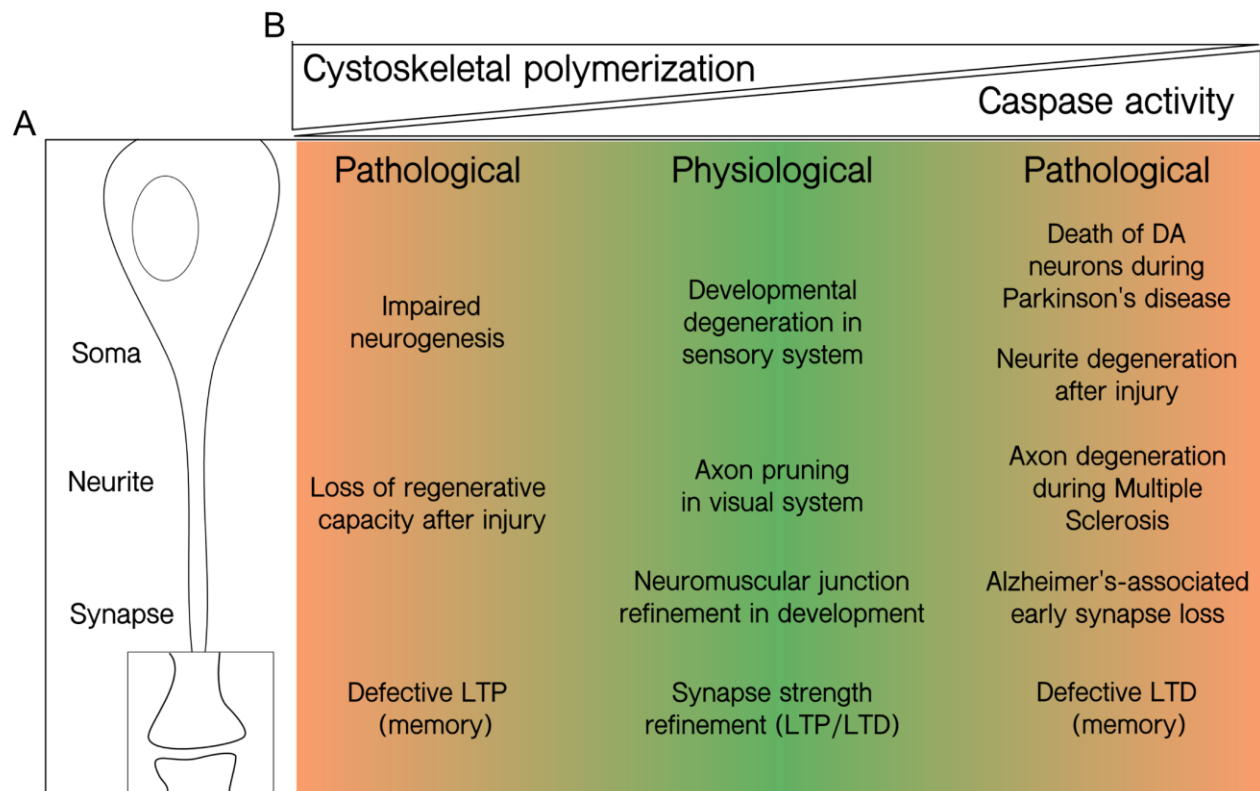 B
Cystoskeletal polymerization
Caspase activity
A
Soma
Neurite
Synapse
Pathological
Impaired
neurogenesis
Loss of regenerative
capacity after injury
Defective LTP
(memory)
Physiological
Developmental
degeneration in
sensory system
Axon pruning
in visual system
Neuromuscular junction
refinement in development
Synapse strength
refinement (LTP/LTD)
Pathological
Death of DA
neurons during
Parkinson's disease
Neurite degeneration
after injury
Axon degeneration
during Multiple
Sclerosis
Alzheimer's-associated
early synapse loss
Defective LTD
(memory)